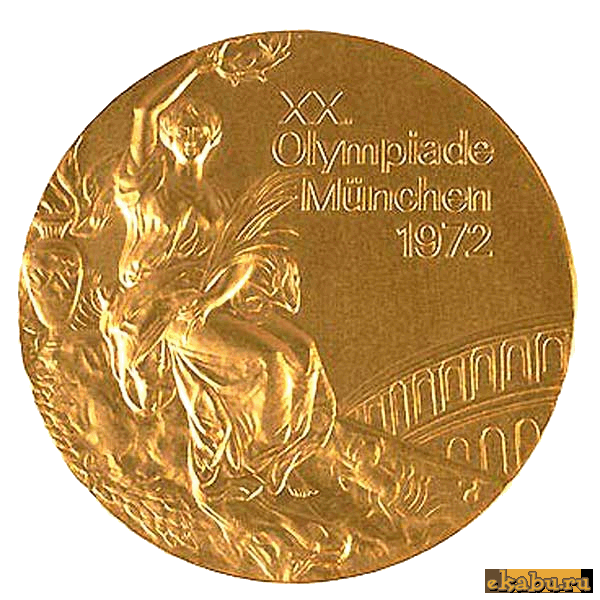 XX.
Olympiade
München
1972
ekabu.ru